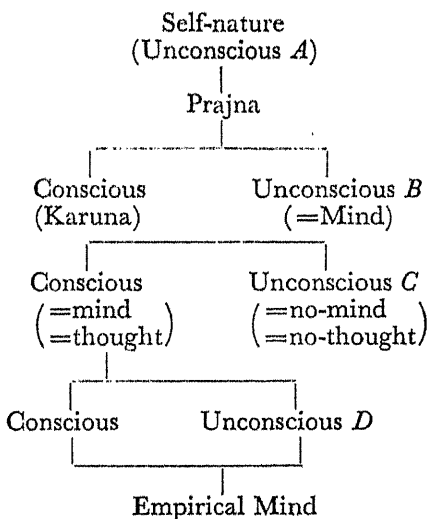 Self-nature
(Unconscious A)
Prajna
Conscious Unconscious B
(Karuna) (=Mind)
Conscious Unconscious C
(=mind (=no-mind
=thought) =no-thought)
Conscious Unconscious D
Empirical Mind